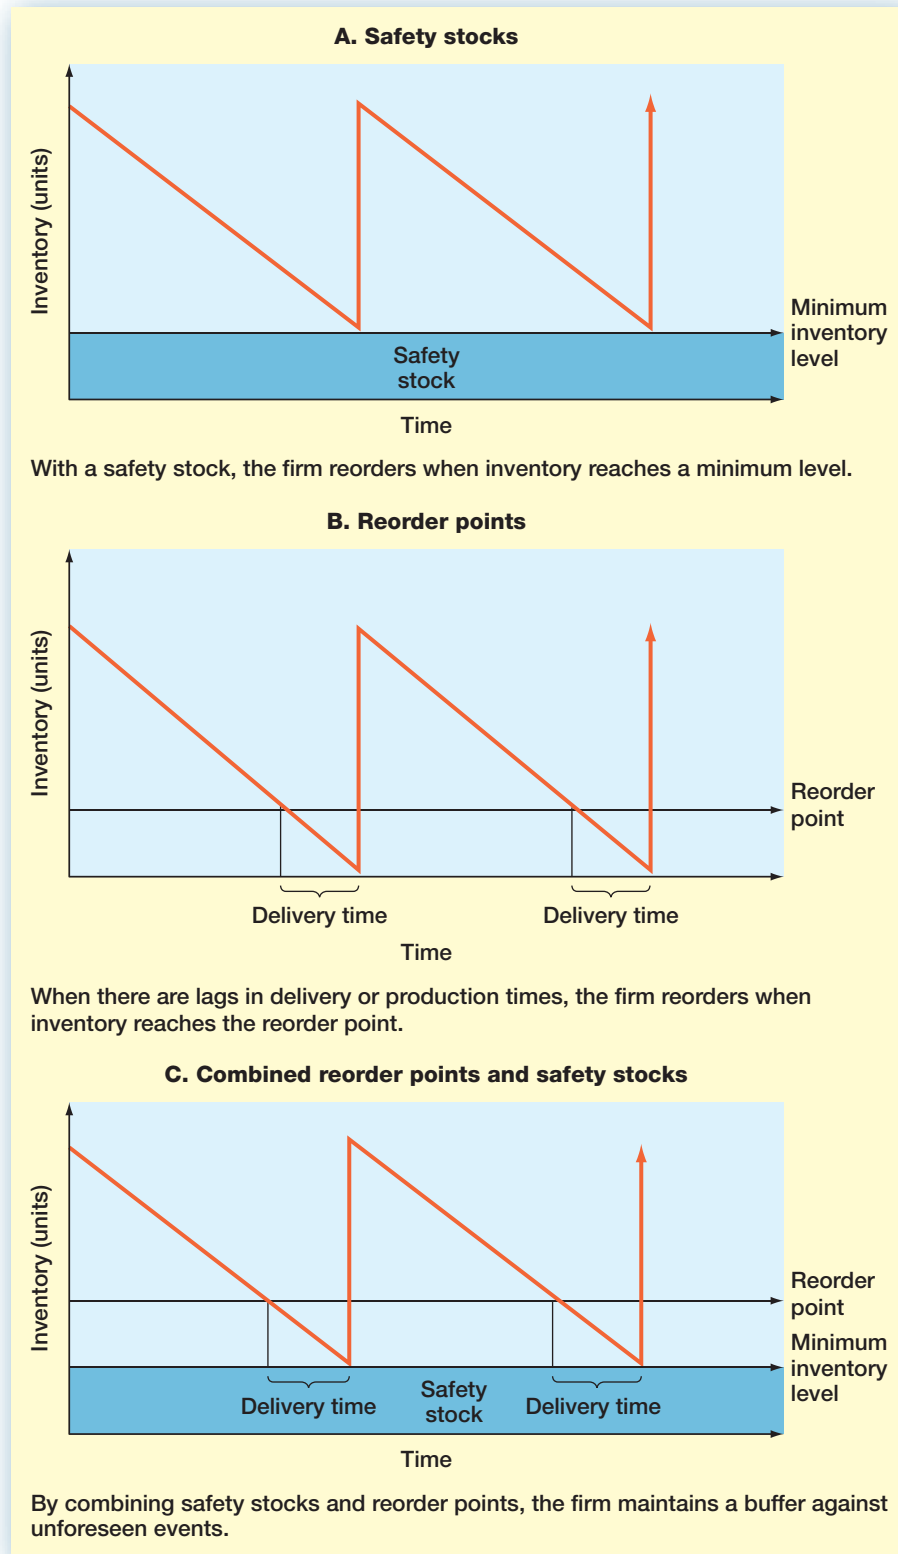 A. Safety stocks
Inventory (units)
Minimum
inventory
level
Safety
stock
Time
With a safety stock, the firm reorders when inventory reaches a minimum level.
B. Reorder points
Inventory (units)
Reorder
point
Delivery time
Delivery time
Time
When there are lags in delivery or production times, the firm reorders when
inventory reaches the reorder point.
C. Combined reorder points and safety stocks
Inventory (units)
Reorder
point
Minimum
inventory
level
Delivery time
Safety
stock
Delivery time
Time
By combining safety stocks and reorder points, the firm maintains a buffer against
unforeseen events.